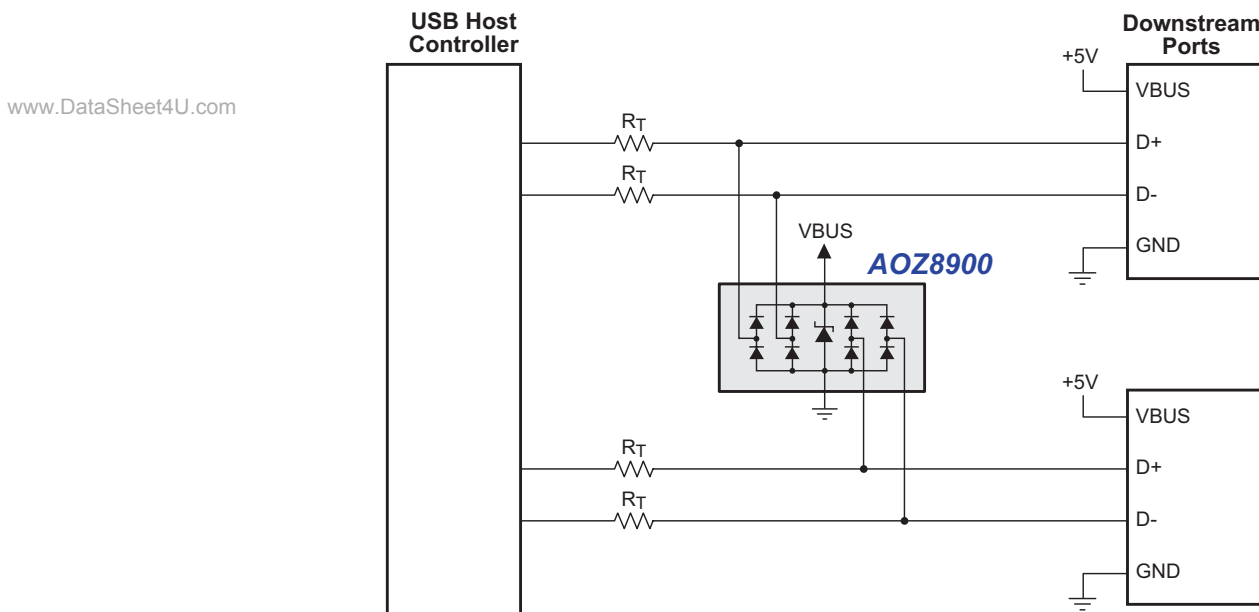 USB Host
Controller
Downstream
Ports
www.DataSheet4U.com
+5V
VBUS
RT
D+
RT
D-
VBUS
GND
AOZ8900
+5V
VBUS
RT
D+
RT
D-
GND